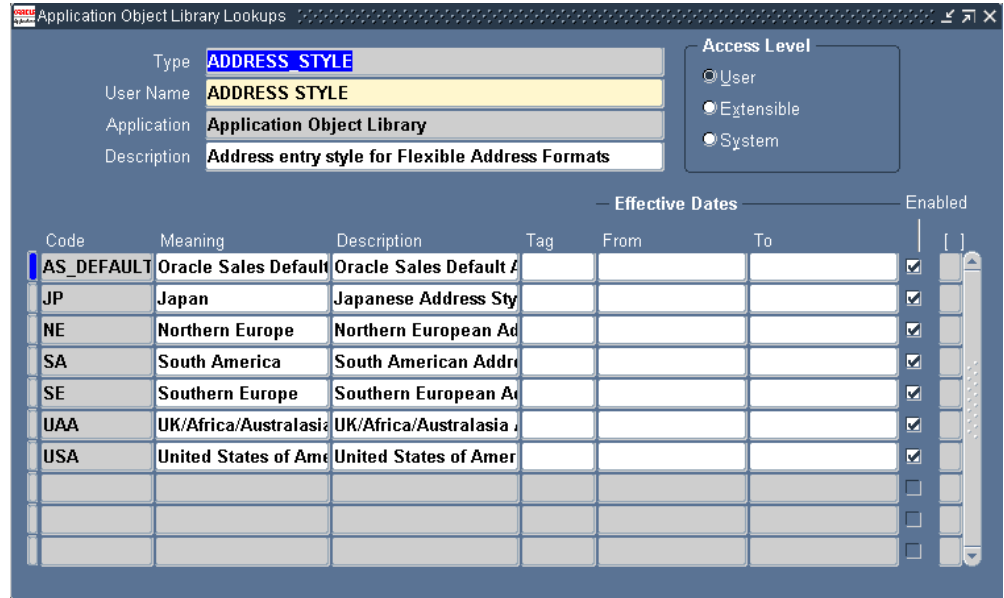 Application Object Library Lookups
Type ADDRESS_STYLE
User Name ADDRESS STYLE
Application Application Object Library
Description Address entry style for Flexible Address Formats
Access Level
User
Extensible
System
Effective Dates Enabled
Code Meaning Description Tag From To [ ]
AS_DEFAULT Oracle Sales Default Oracle Sales Default A
JP Japan Japanese Address Sty
NE Northern Europe Northern European Ad
SA South America South American Addre
SE Southern Europe Southern European A
UAA UK/Africa/Australasia UK/Africa/Australasia
USA United States of Ame United States of Amer